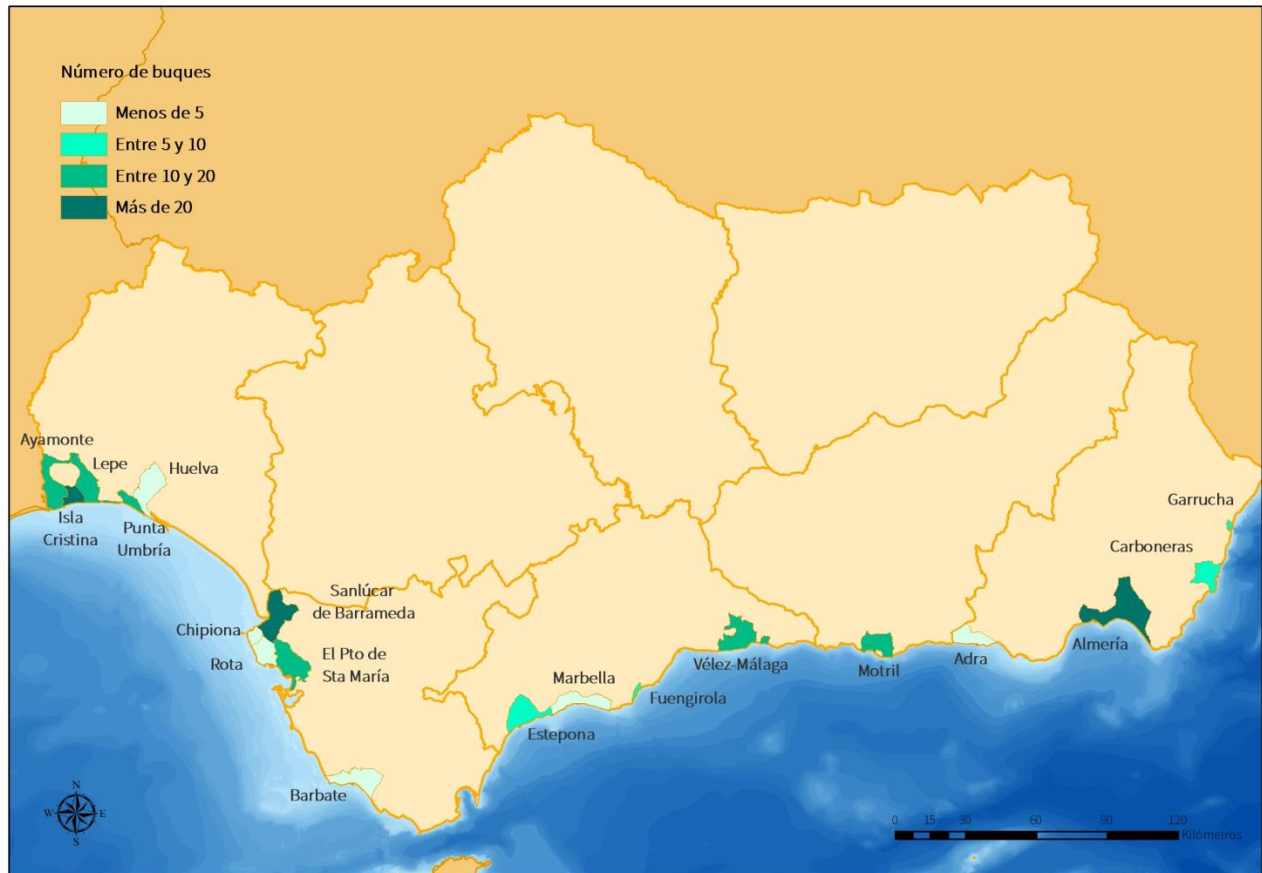 Número de buques
Menos de 5
Entre 5 y 10
Entre 10 y 20
Más de 20
Ayamonte
Lepe
Huelva
Isla
Cristina
Punta
Umbría
Sanlúcar
de Barrameda
Chipiona
Rota
El Pto de
Sta María
Barbate
Marbella
Estepona
Fuengirola
Vélez-Málaga
Motril
Adra
Almería
Carboneras
Garrucha
N
W
E
S
0 15 30 60 90 120
Kilómetros